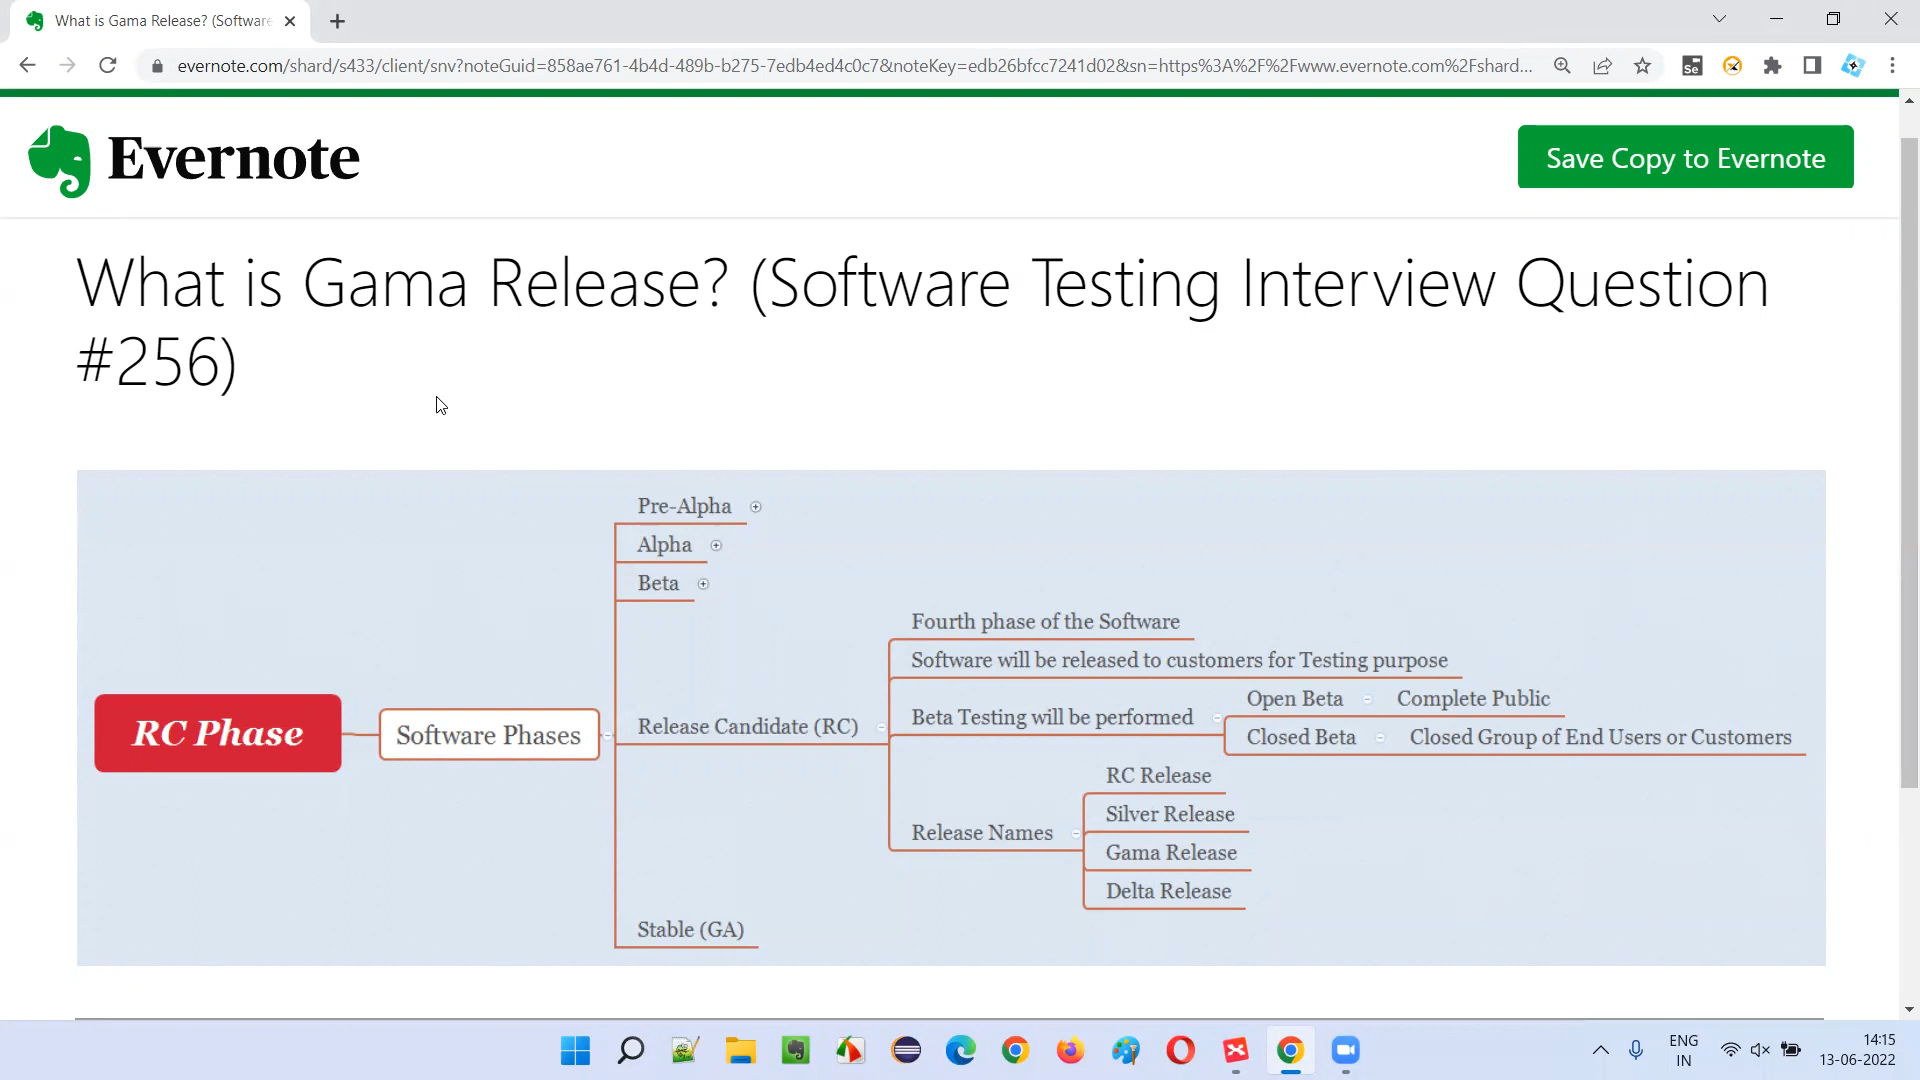 What is Gama Release? (Software
evernote.com/shard/s433/client/snv?noteGuid=858ae761-4b4d-489b-b275-7edb4ed4c0c7&noteKey=edb26bfcc7241d02&sn=https%3A%2F%2Fwww.evernote.com%2Fshard...
Se
Evernote
Save Copy to Evernote
What is Gama Release? (Software Testing Interview Question
#256)
Pre-Alpha
Alpha
Beta
Fourth phase of the Software
Software will be released to customers for Testing purpose
Open Beta
Complete Public
Beta Testing will be performed
Closed Beta
Closed Group of End Users or Customers
RC Phase
Software Phases
Release Candidate (RC)
RC Release
Silver Release
Release Names
Gama Release
Delta Release
Stable (GA)
ENG
IN
14:15
13-06-2022